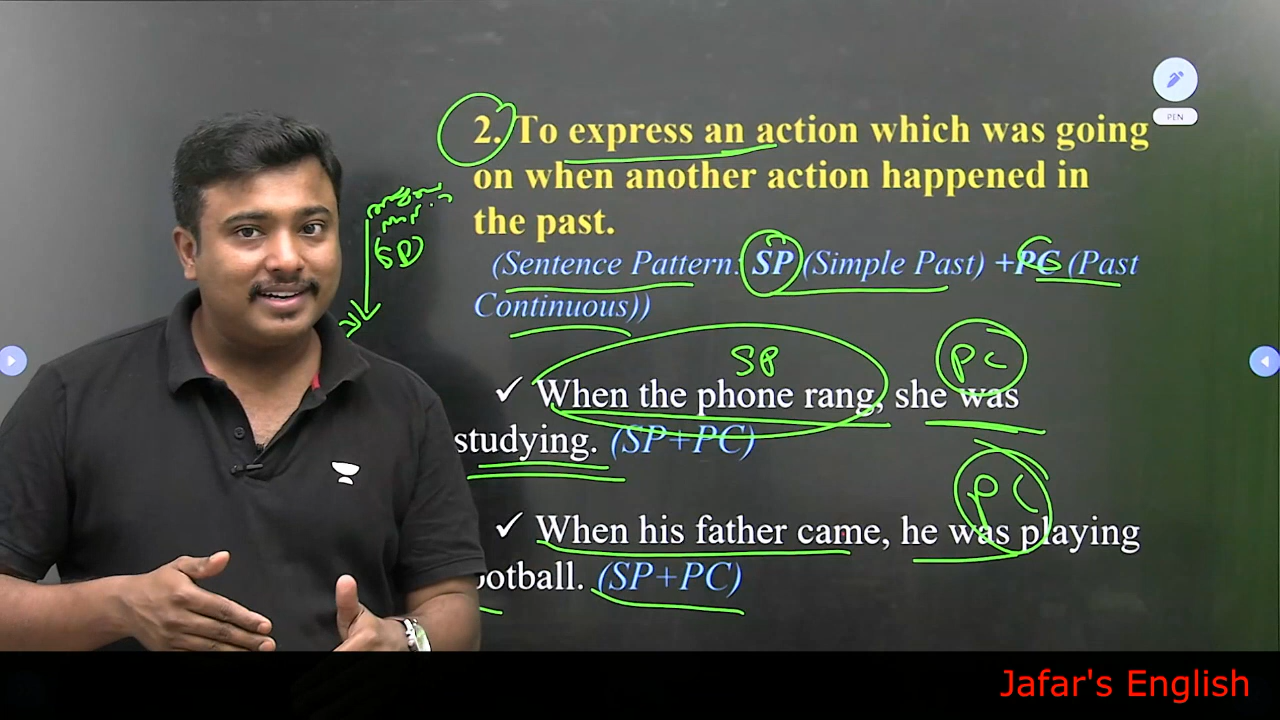 PEN
2. To express an action which was going
on when another action happened in
the past.
SP
(Sentence Pattern: SP (Simple Past) +PC (Past
Continuous))
SP
PC
✓ When the phone rang, she was
studying. (SP+PC)
PC
✓ When his father came, he was playing
ootball. (SP+PC)
Jafar's English